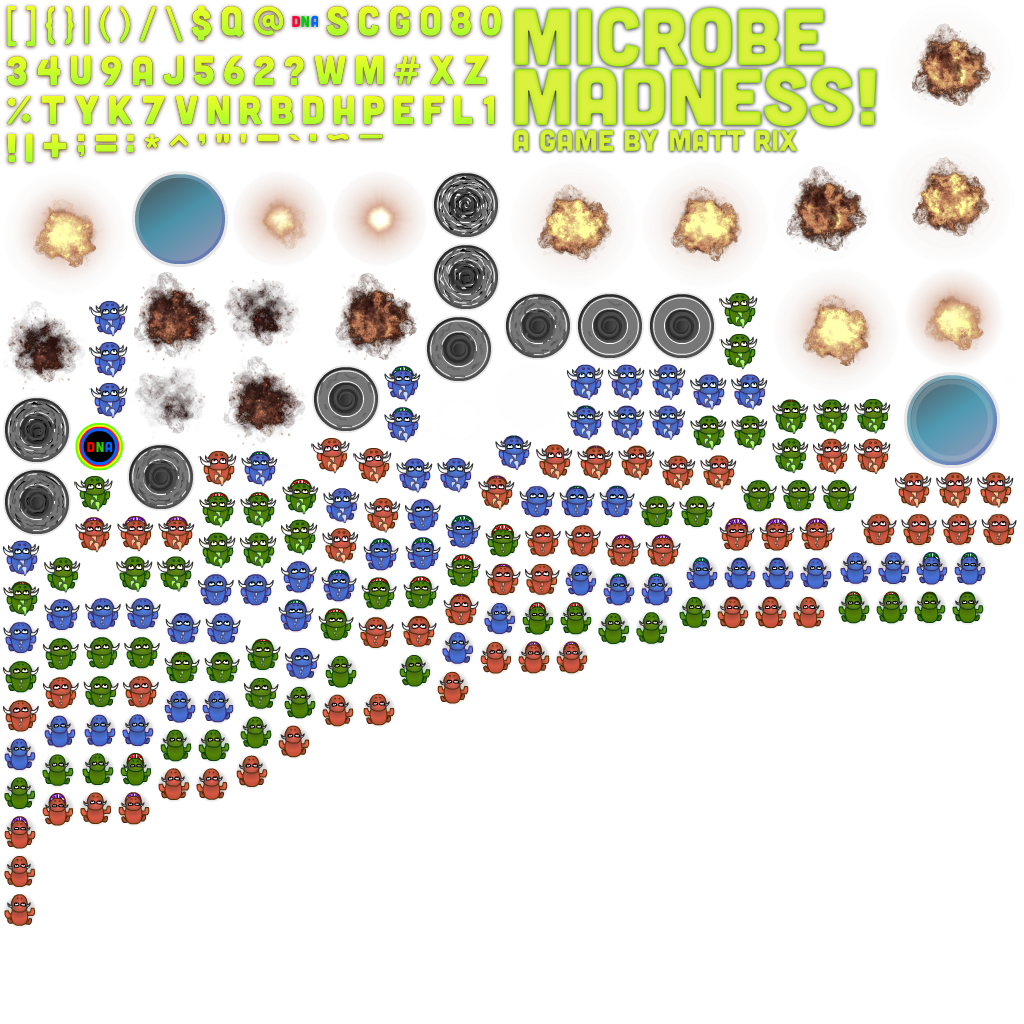 [ ] { } | ( ) / \ $ Q @ DNA S C G O 8 0
3 4 U 9 A J 5 6 2 ? W M # X Z
% T Y K 7 V N R B D H P E F L 1
! I + ; = : * ^ ’ " ' - ` · ~ _
MICROBE
MADNESS!
A GAME BY MATT RIX
DNA